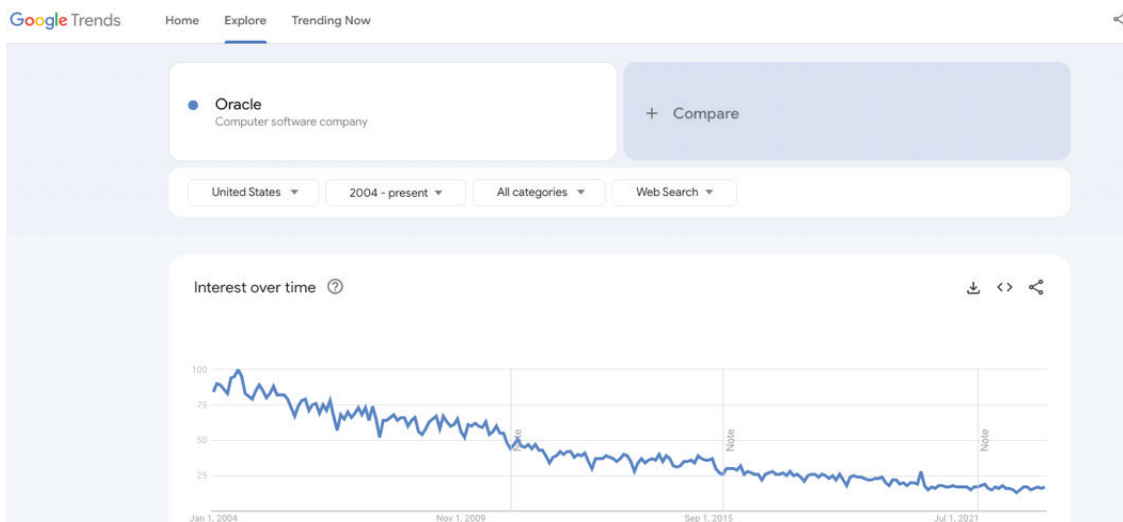 Google Trends Home Explore Trending Now
Oracle
Computer software company
+ Compare
United States 2004 - present All categories Web Search
Interest over time
100
75
50
25
Note
Note
Note
Jan 1, 2004 Nov 1, 2009 Sep 1, 2015 Jul 1, 2021